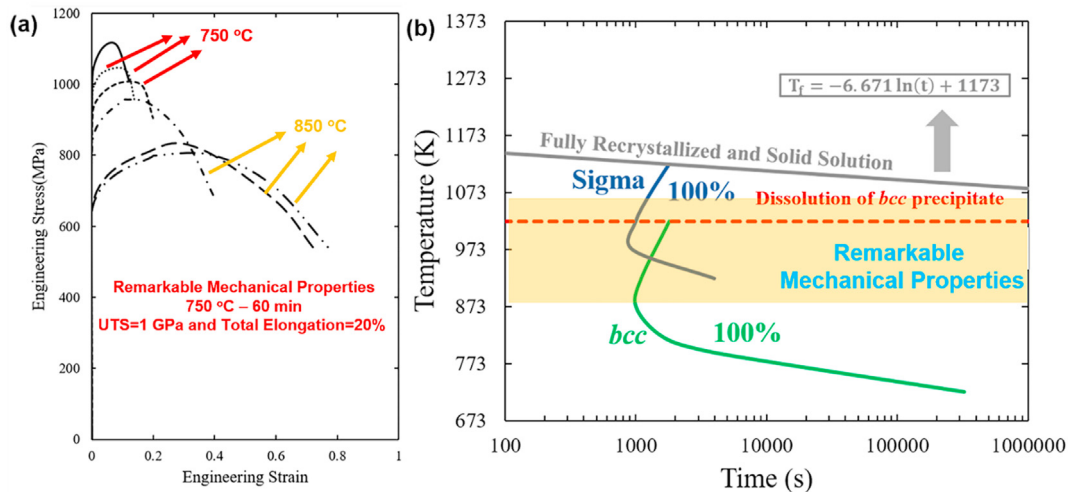 (a)
1200
1000
800
600
400
200
0
Engineering Stress(MPa)
750 °C
850 °C
Remarkable Mechanical Properties
750 °C – 60 min
UTS=1 GPa and Total Elongation=20%
0
0.2
0.4
0.6
0.8
1
Engineering Strain
(b)
1373
1273
1173
1073
973
873
773
673
Temperature (K)
T_f = −6.671 ln(t) + 1173
Fully Recrystallized and Solid Solution
Sigma
100%
Dissolution of bcc precipitate
Remarkable
Mechanical Properties
bcc
100%
100
1000
10000
100000
1000000
Time (s)